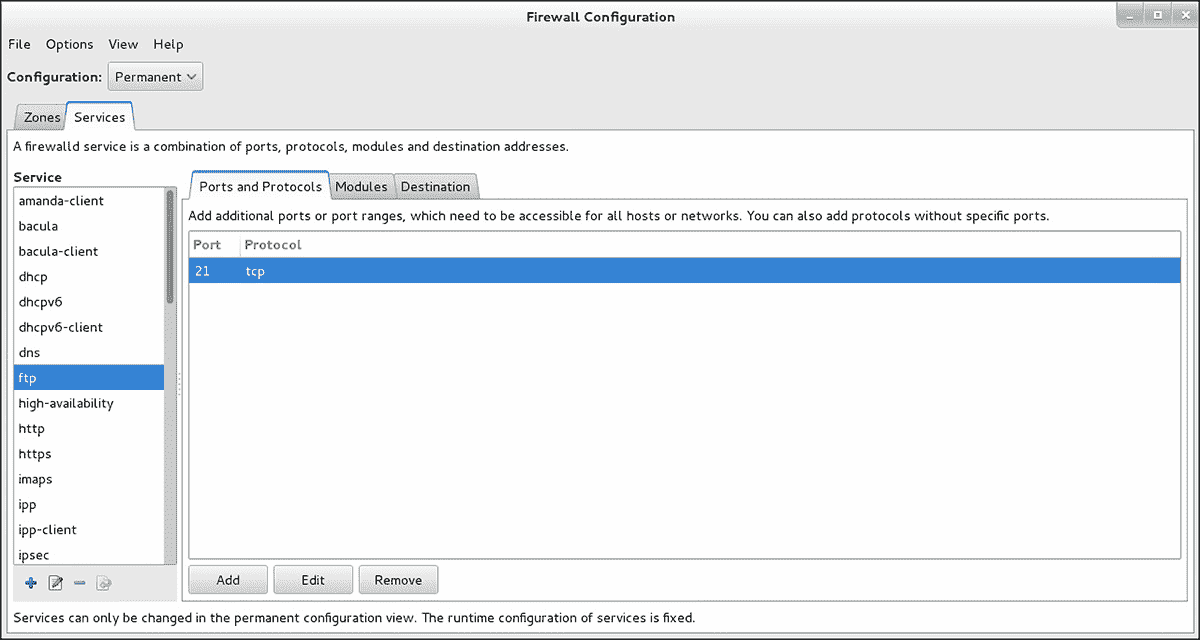 Firewall Configuration
File Options View Help
Configuration: Permanent
Zones Services
A firewalld service is a combination of ports, protocols, modules and destination addresses.
Service
amanda-client
bacula
bacula-client
dhcp
dhcpv6
dhcpv6-client
dns
ftp
high-availability
http
https
imaps
ipp
ipp-client
ipsec
Ports and Protocols Modules Destination
Add additional ports or port ranges, which need to be accessible for all hosts or networks. You can also add protocols without specific ports.
Port Protocol
21 tcp
Add Edit Remove
Services can only be changed in the permanent configuration view. The runtime configuration of services is fixed.